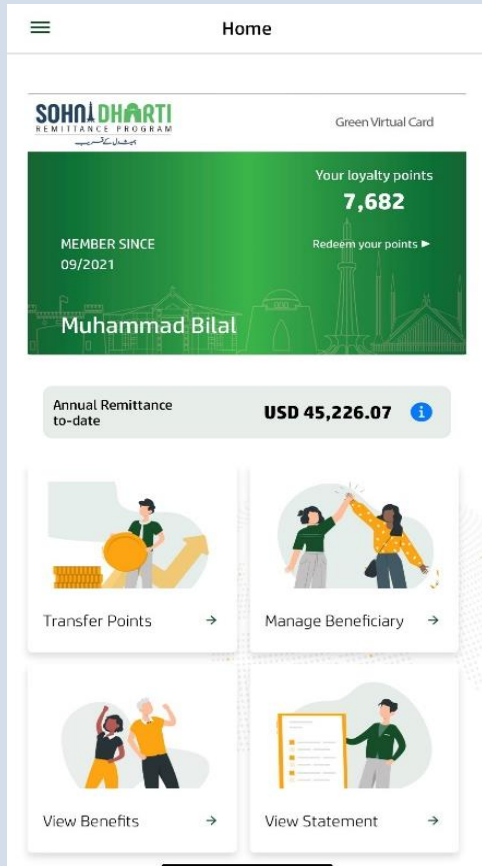 Home
SOHNI DHARTI
REMITTANCE PROGRAM
Green Virtual Card
Your loyalty points
7,682
Redeem your points ►
MEMBER SINCE
09/2021
Muhammad Bilal
Annual Remittance
to-date
USD 45,226.07
i
Transfer Points →
Manage Beneficiary →
View Benefits →
View Statement →